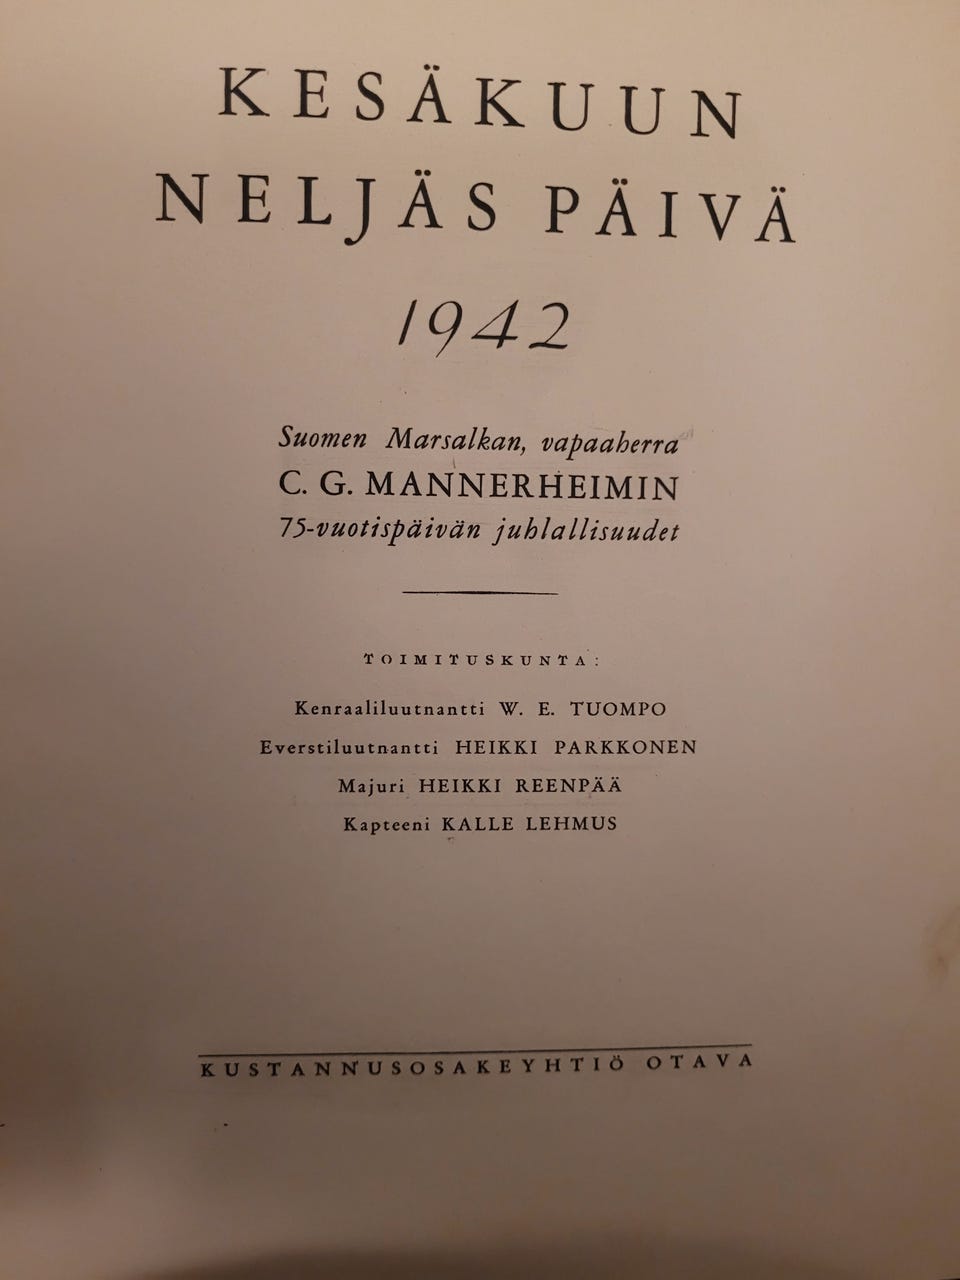 KESÄKUUN
NELJÄS PÄIVÄ
1942
Suomen Marsalkan, vapaaherra
C. G. MANNERHEIMIN
75-vuotispäivän juhlallisuudet
TOIMITUSKUNTA:
Kenraaliluutnantti W. E. TUOMPO
Everstiluutnantti HEIKKI PARKKONEN
Majuri HEIKKI REENPÄÄ
Kapteeni KALLE LEHMUS
KUSTANNUSOSAKEYHTIÖ OTAVA